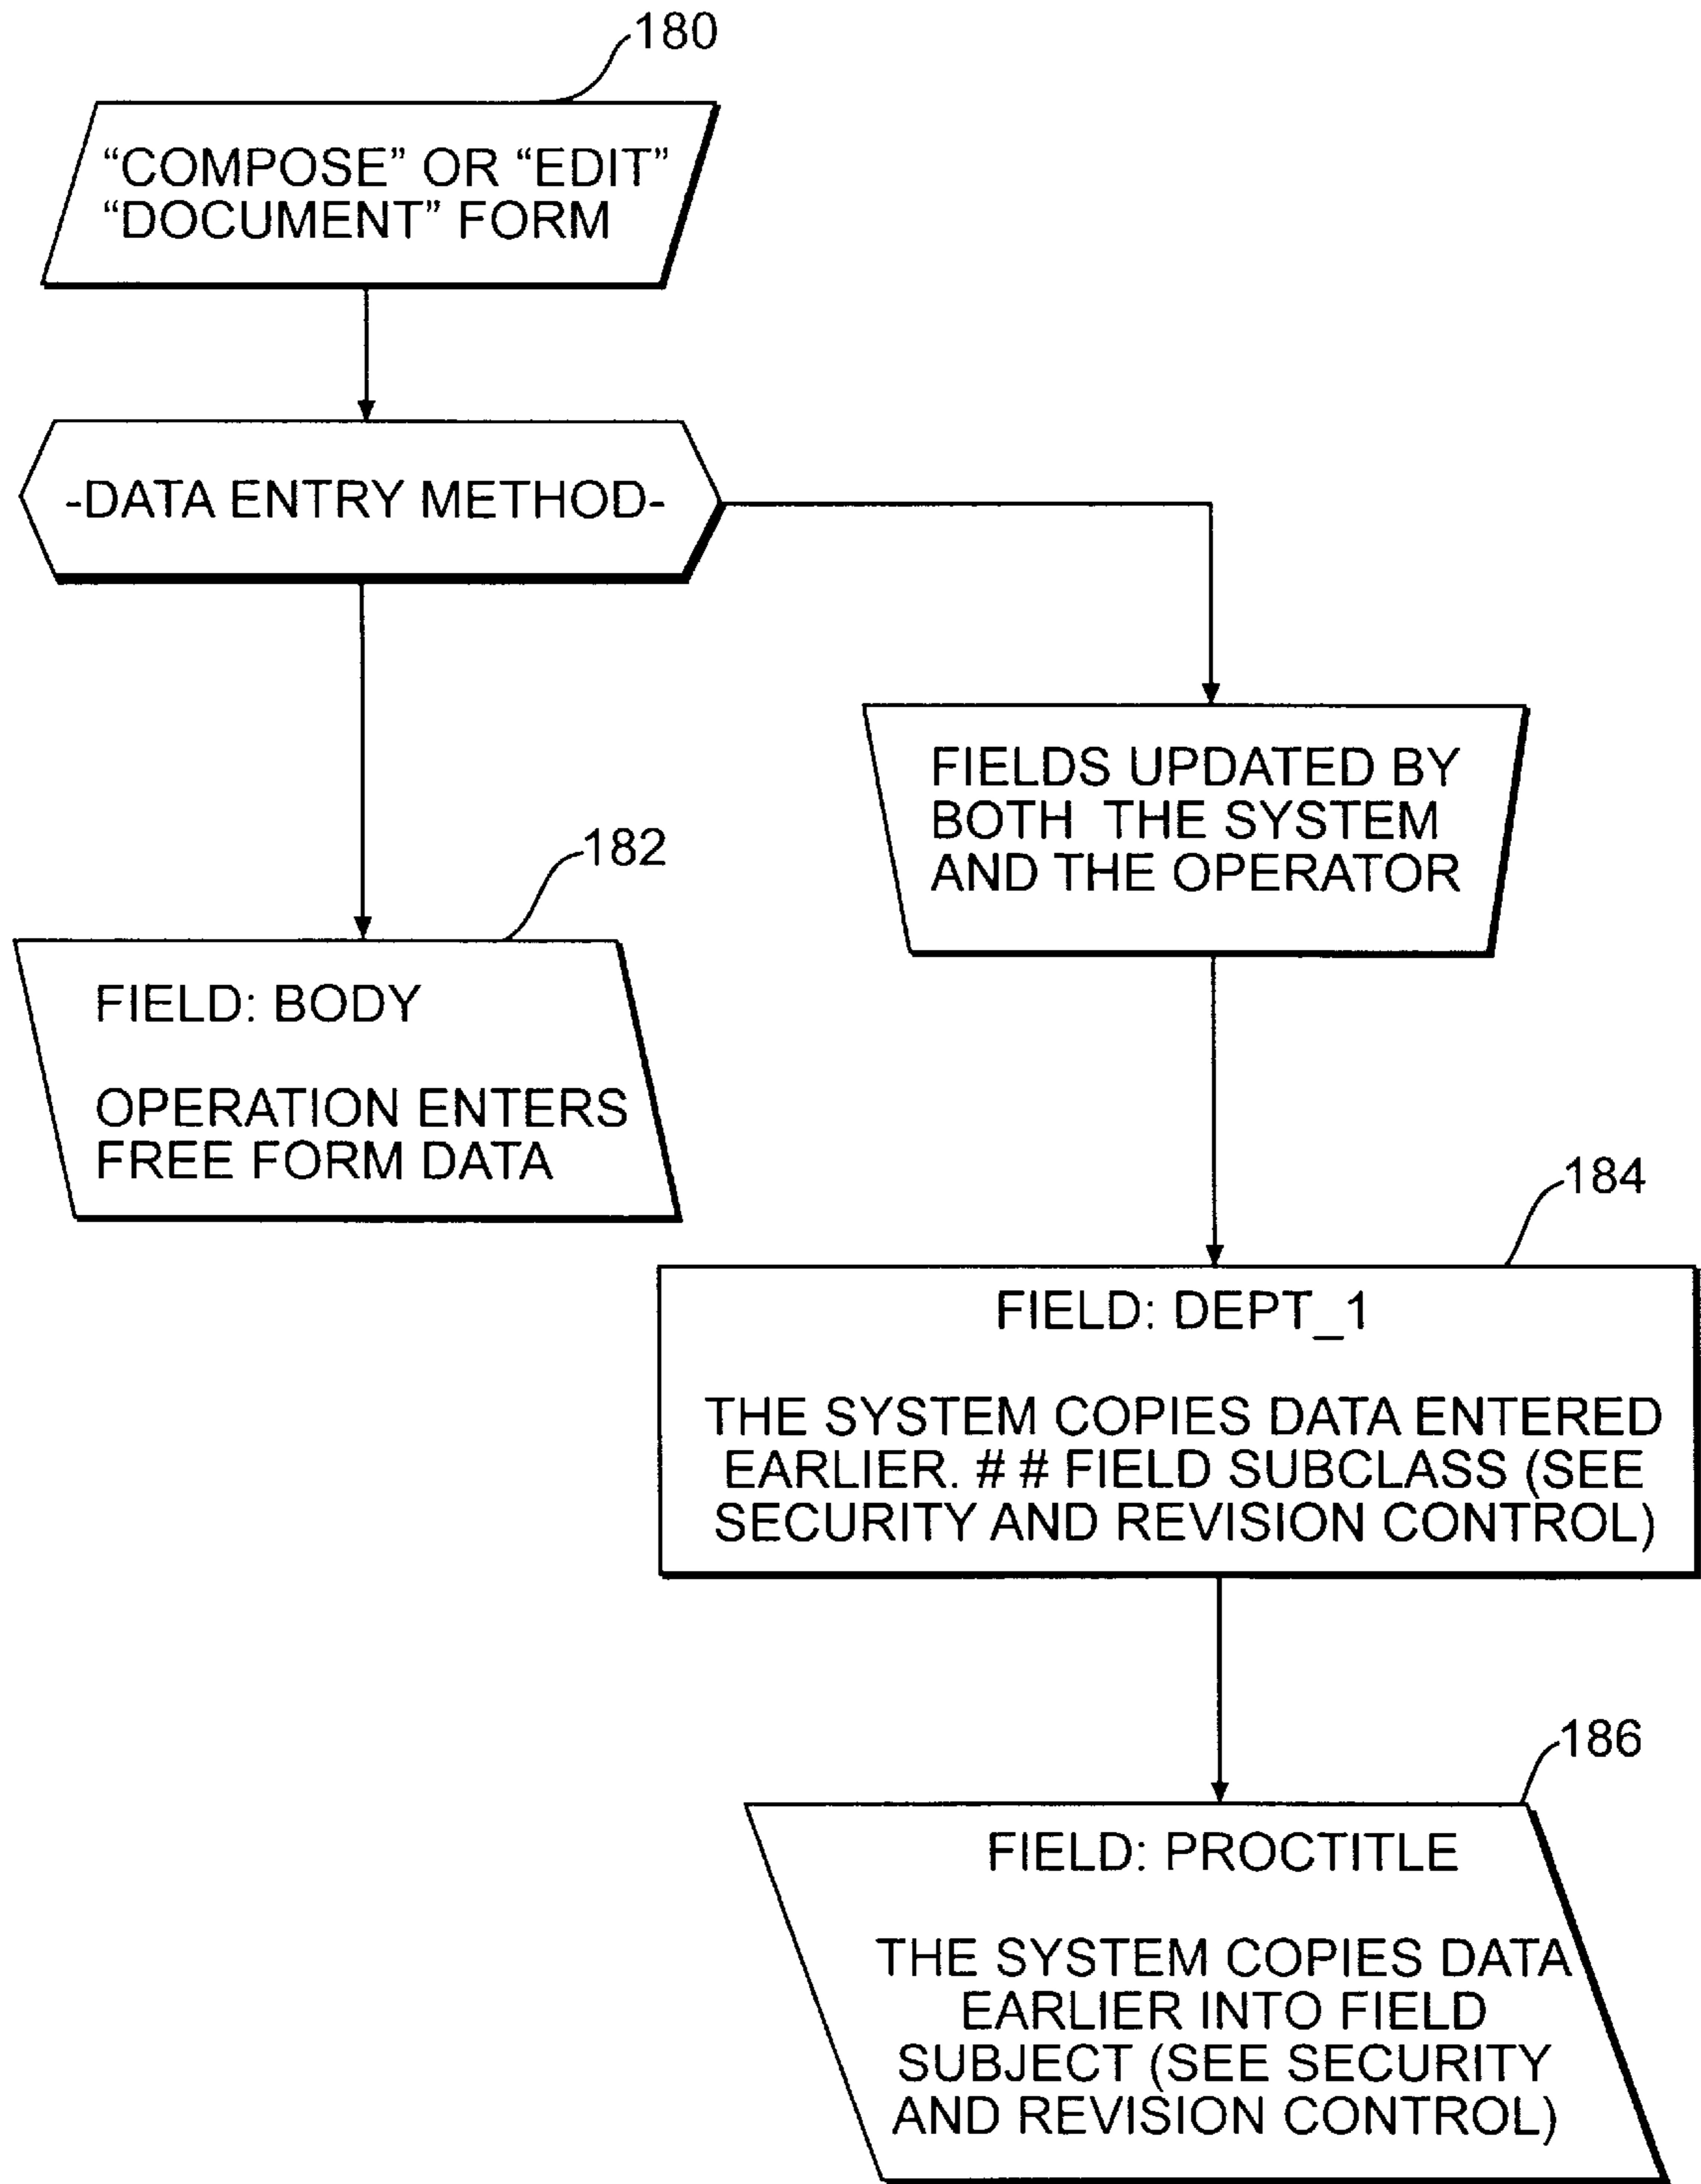 180
“COMPOSE” OR “EDIT”
“DOCUMENT” FORM
-DATA ENTRY METHOD-
FIELDS UPDATED BY
BOTH THE SYSTEM
AND THE OPERATOR
182
FIELD: BODY
OPERATION ENTERS
FREE FORM DATA
184
FIELD: DEPT_1
THE SYSTEM COPIES DATA ENTERED
EARLIER. # # FIELD SUBCLASS (SEE
SECURITY AND REVISION CONTROL)
186
FIELD: PROCTITLE
THE SYSTEM COPIES DATA
EARLIER INTO FIELD
SUBJECT (SEE SECURITY
AND REVISION CONTROL)